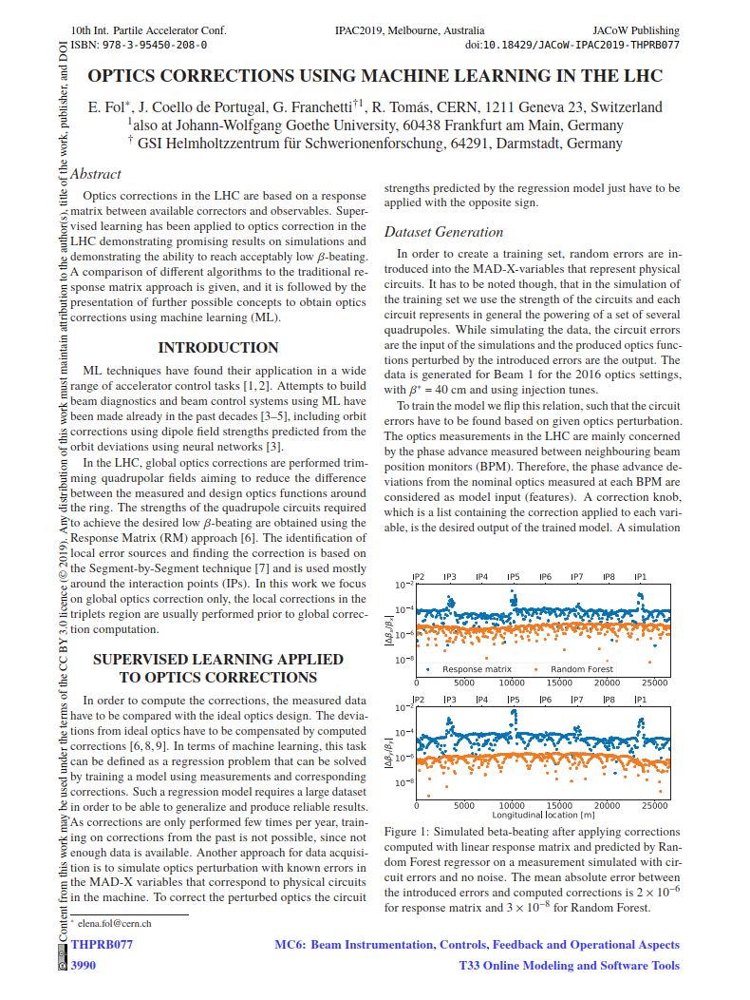 10th Int. Partile Accelerator Conf.
IPAC2019, Melbourne, Australia
JACoW Publishing
ISBN: 978-3-95450-208-0
doi:10.18429/JACoW-IPAC2019-THPRB077
OPTICS CORRECTIONS USING MACHINE LEARNING IN THE LHC
E. Fol∗, J. Coello de Portugal, G. Franchetti†1, R. Tomás, CERN, 1211 Geneva 23, Switzerland
1also at Johann-Wolfgang Goethe University, 60438 Frankfurt am Main, Germany
† GSI Helmholtzzentrum für Schwerionenforschung, 64291, Darmstadt, Germany
Abstract
Optics corrections in the LHC are based on a response
matrix between available correctors and observables. Super-
vised learning has been applied to optics correction in the
LHC demonstrating promising results on simulations and
demonstrating the ability to reach acceptably low β-beating.
A comparison of different algorithms to the traditional re-
sponse matrix approach is given, and it is followed by the
presentation of further possible concepts to obtain optics
corrections using machine learning (ML).
INTRODUCTION
ML techniques have found their application in a wide
range of accelerator control tasks [1, 2]. Attempts to build
beam diagnostics and beam control systems using ML have
been made already in the past decades [3–5], including orbit
corrections using dipole field strengths predicted from the
orbit deviations using neural networks [3].
In the LHC, global optics corrections are performed trim-
ming quadrupolar fields aiming to reduce the difference
between the measured and design optics functions around
the ring. The strengths of the quadrupole circuits required
to achieve the desired low β-beating are obtained using the
Response Matrix (RM) approach [6]. The identification of
local error sources and finding the correction is based on
the Segment-by-Segment technique [7] and is used mostly
around the interaction points (IPs). In this work we focus
on global optics correction only, the local corrections in the
triplets region are usually performed prior to global correc-
tion computation.
SUPERVISED LEARNING APPLIED
TO OPTICS CORRECTIONS
In order to compute the corrections, the measured data
have to be compared with the ideal optics design. The devia-
tions from ideal optics have to be compensated by computed
corrections [6, 8, 9]. In terms of machine learning, this task
can be defined as a regression problem that can be solved
by training a model using measurements and corresponding
corrections. Such a regression model requires a large dataset
in order to be able to generalize and produce reliable results.
As corrections are only performed few times per year, train-
ing on corrections from the past is not possible, since not
enough data is available. Another approach for data acquisi-
tion is to simulate optics perturbation with known errors in
the MAD-X variables that correspond to physical circuits
in the machine. To correct the perturbed optics the circuit
∗ elena.fol@cern.ch
strengths predicted by the regression model just have to be
applied with the opposite sign.
Dataset Generation
In order to create a training set, random errors are in-
troduced into the MAD-X-variables that represent physical
circuits. It has to be noted though, that in the simulation of
the training set we use the strength of the circuits and each
circuit represents in general the powering of a set of several
quadrupoles. While simulating the data, the circuit errors
are the input of the simulations and the produced optics func-
tions perturbed by the introduced errors are the output. The
data is generated for Beam 1 for the 2016 optics settings,
with β∗ = 40 cm and using injection tunes.
To train the model we flip this relation, such that the circuit
errors have to be found based on given optics perturbation.
The optics measurements in the LHC are mainly concerned
by the phase advance measured between neighbouring beam
position monitors (BPM). Therefore, the phase advance de-
viations from the nominal optics measured at each BPM are
considered as model input (features). A correction knob,
which is a list containing the correction applied to each vari-
able, is the desired output of the trained model. A simulation
IP2 IP3 IP4 IP5 IP6 IP7 IP8 IP1
10−2
10−4
10−6
10−8
|Δβx/βx|
Response matrix
Random Forest
0 5000 10000 15000 20000 25000
IP2 IP3 IP4 IP5 IP6 IP7 IP8 IP1
10−2
10−4
10−6
10−8
|Δβy/βy|
0 5000 10000 15000 20000 25000
Longitudinal location [m]
Figure 1: Simulated beta-beating after applying corrections
computed with linear response matrix and predicted by Ran-
dom Forest regressor on a measurement simulated with cir-
cuit errors and no noise. The mean absolute error between
the introduced errors and computed corrections is 2 × 10−6
for response matrix and 3 × 10−8 for Random Forest.
THPRB077
MC6: Beam Instrumentation, Controls, Feedback and Operational Aspects
3990
T33 Online Modeling and Software Tools
Content from this work may be used under the terms of the CC BY 3.0 licence (© 2019). Any distribution of this work must maintain attribution to the author(s), title of the work, publisher, and DOI